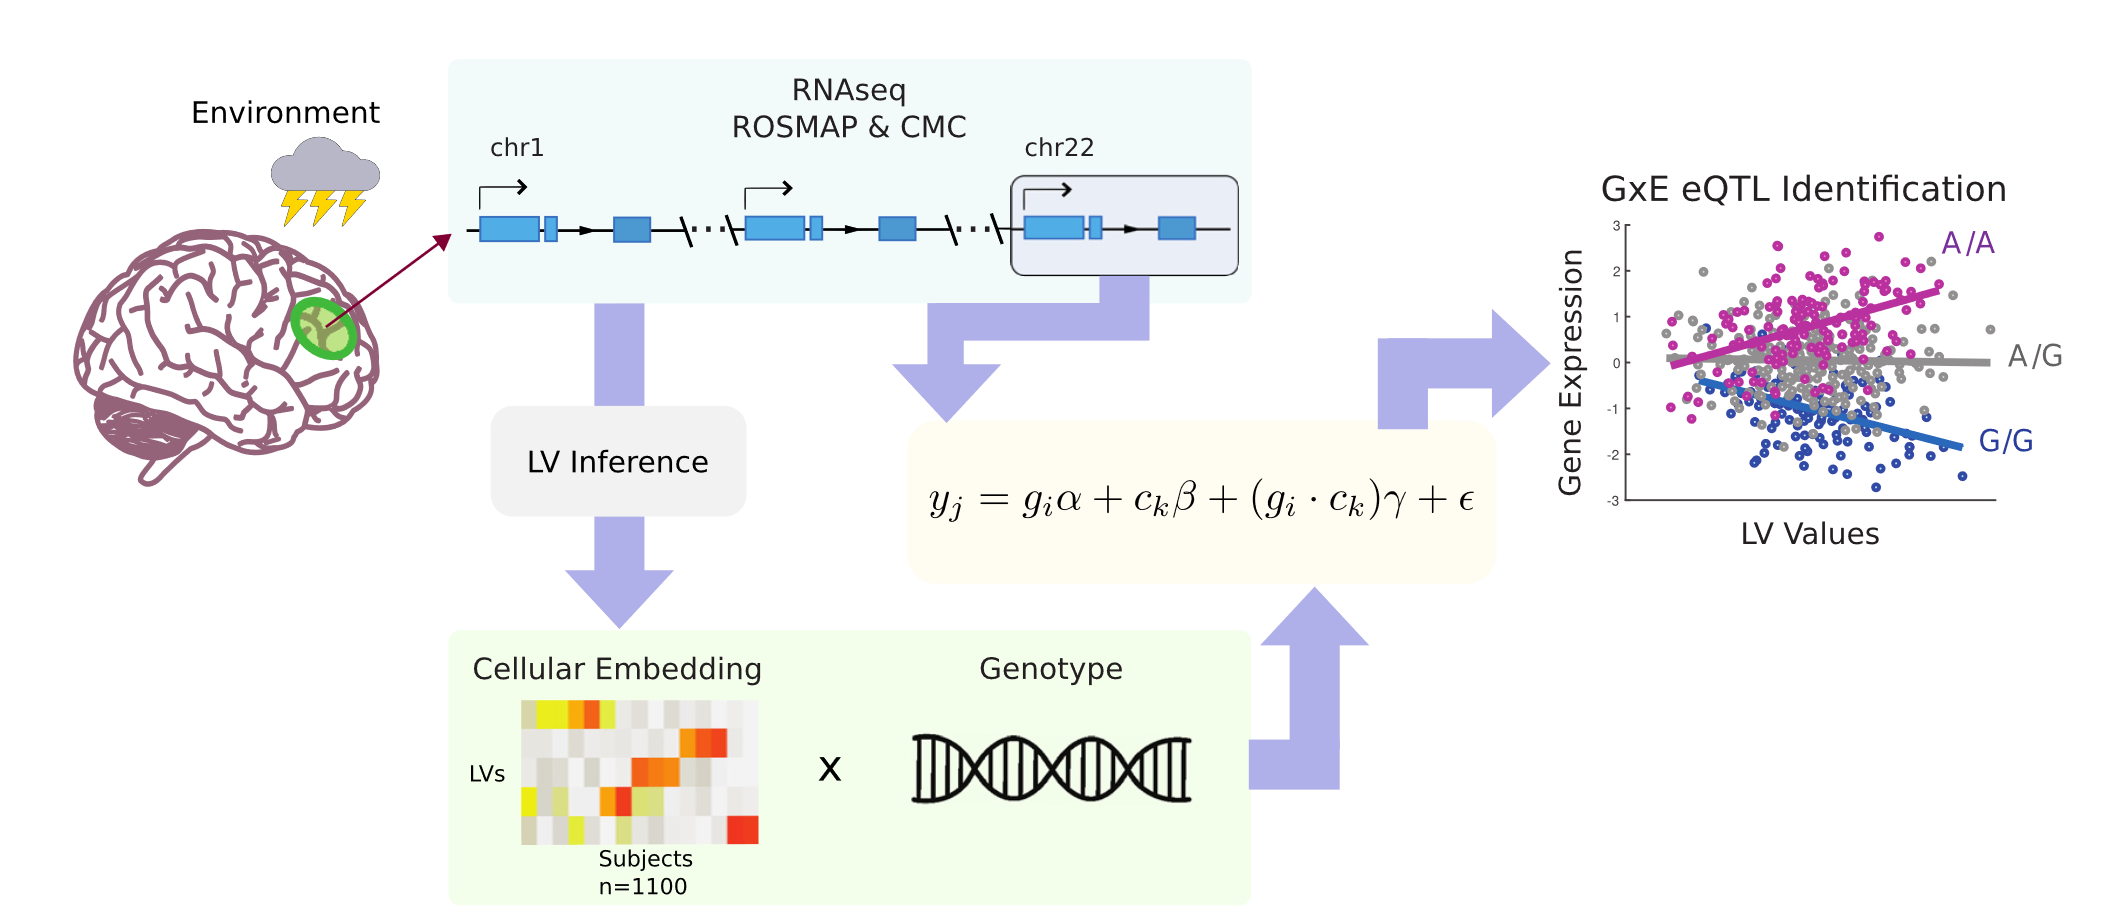 Environment
RNAseq
ROSMAP & CMC
chr1
chr22
LV Inference
y_j = g_iα + c_kβ + (g_i · c_k)γ + ϵ
Cellular Embedding
Genotype
LVs
x
Subjects
n=1100
GxE eQTL Identification
Gene Expression
3
2
1
0
-1
-2
-3
A/A
A/G
G/G
LV Values